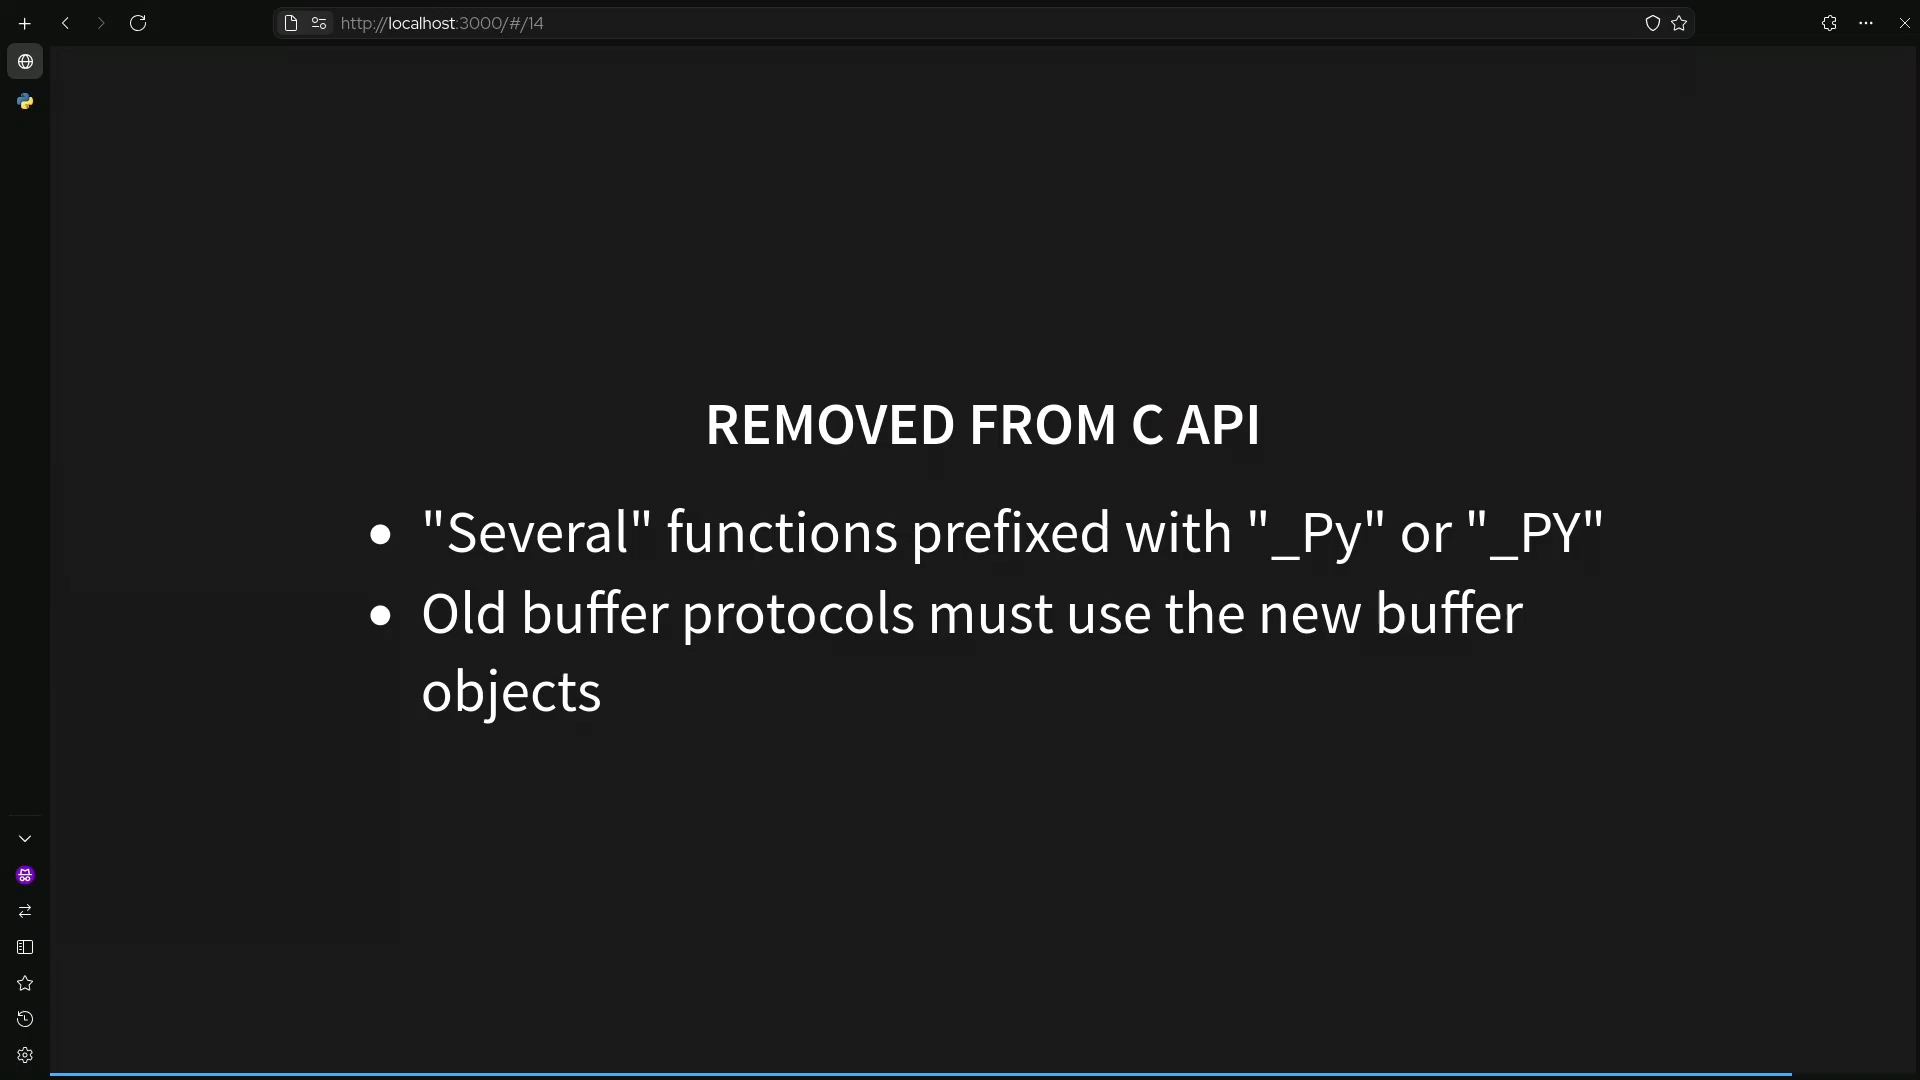 http://localhost:3000/#/14
REMOVED FROM C API
• "Several" functions prefixed with "_Py" or "_PY"
• Old buffer protocols must use the new buffer
objects